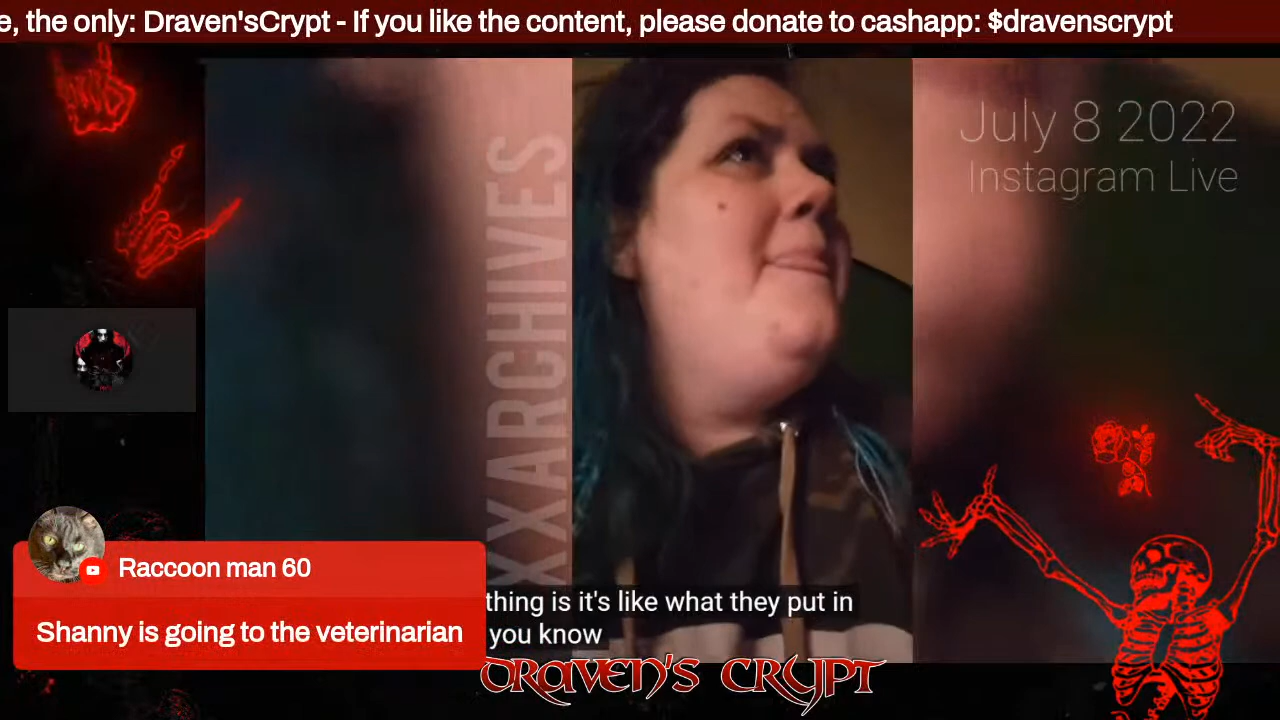 e, the only: Draven'sCrypt - If you like the content, please donate to cashapp: $dravenscrypt
July 8 2022
Instagram Live
XXARCHIVES
Raccoon man 60
Shanny is going to the veterinarian
thing is it's like what they put in
you know
DRAVEN'S CRYPT